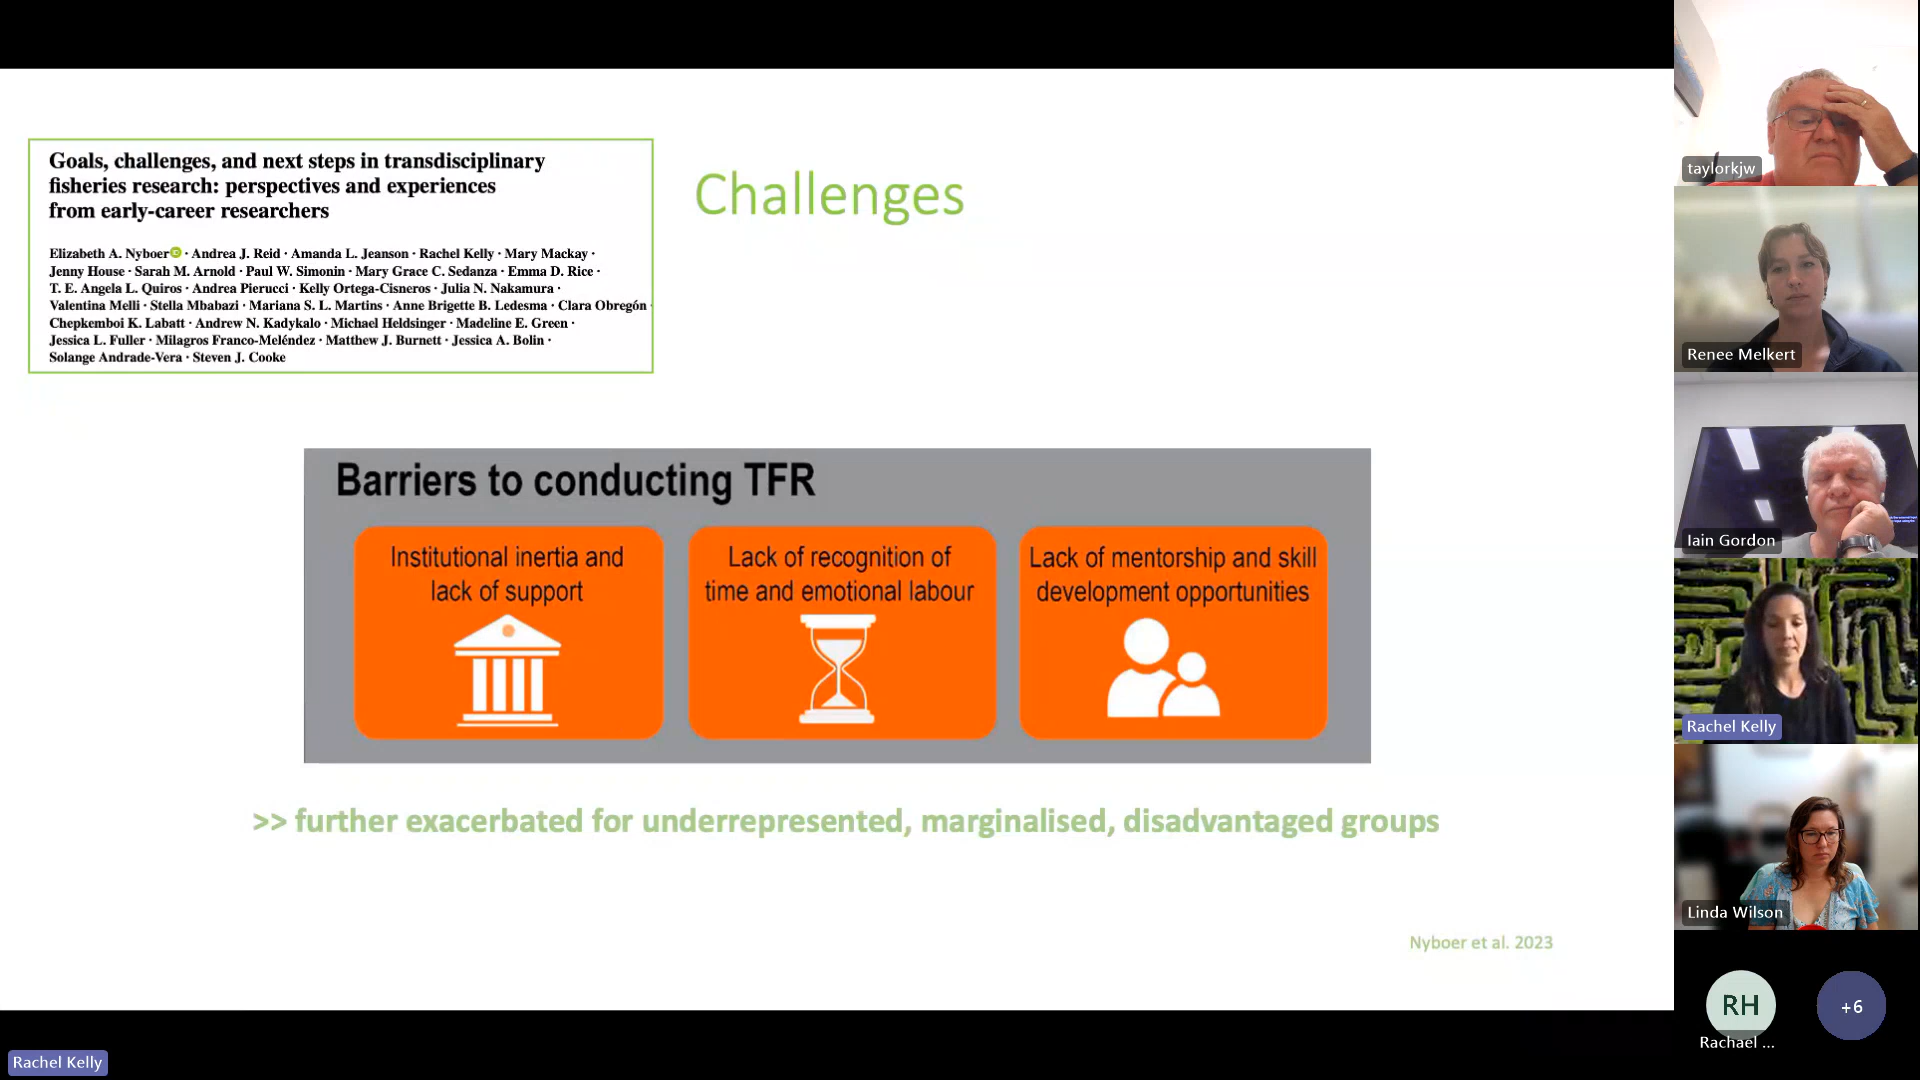 Goals, challenges, and next steps in transdisciplinary
fisheries research: perspectives and experiences
from early-career researchers
Elizabeth A. Nyboer · Andrea J. Reid · Amanda L. Jeanson · Rachel Kelly · Mary Mackay ·
Jenny House · Sarah M. Arnold · Paul W. Simonin · Mary Grace C. Sedanza · Emma D. Rice ·
T. E. Angela L. Quiros · Andrea Pierucci · Kelly Ortega-Cisneros · Julia N. Nakamura ·
Valentina Melli · Stella Mbabazi · Mariana S. L. Martins · Anne Brigette B. Ledesma · Clara Obregón ·
Chepkemboi K. Labatt · Andrew N. Kadykalo · Michael Heldsinger · Madeline E. Green ·
Jessica L. Fuller · Milagros Franco-Meléndez · Matthew J. Burnett · Jessica A. Bolin ·
Solange Andrade-Vera · Steven J. Cooke
Challenges
Barriers to conducting TFR
Institutional inertia and
lack of support
Lack of recognition of
time and emotional labour
Lack of mentorship and skill
development opportunities
>> further exacerbated for underrepresented, marginalised, disadvantaged groups
Nyboer et al. 2023
Rachel Kelly
taylorkjw
Renee Melkert
Iain Gordon
Rachel Kelly
Linda Wilson
RH
Rachael ...
+6